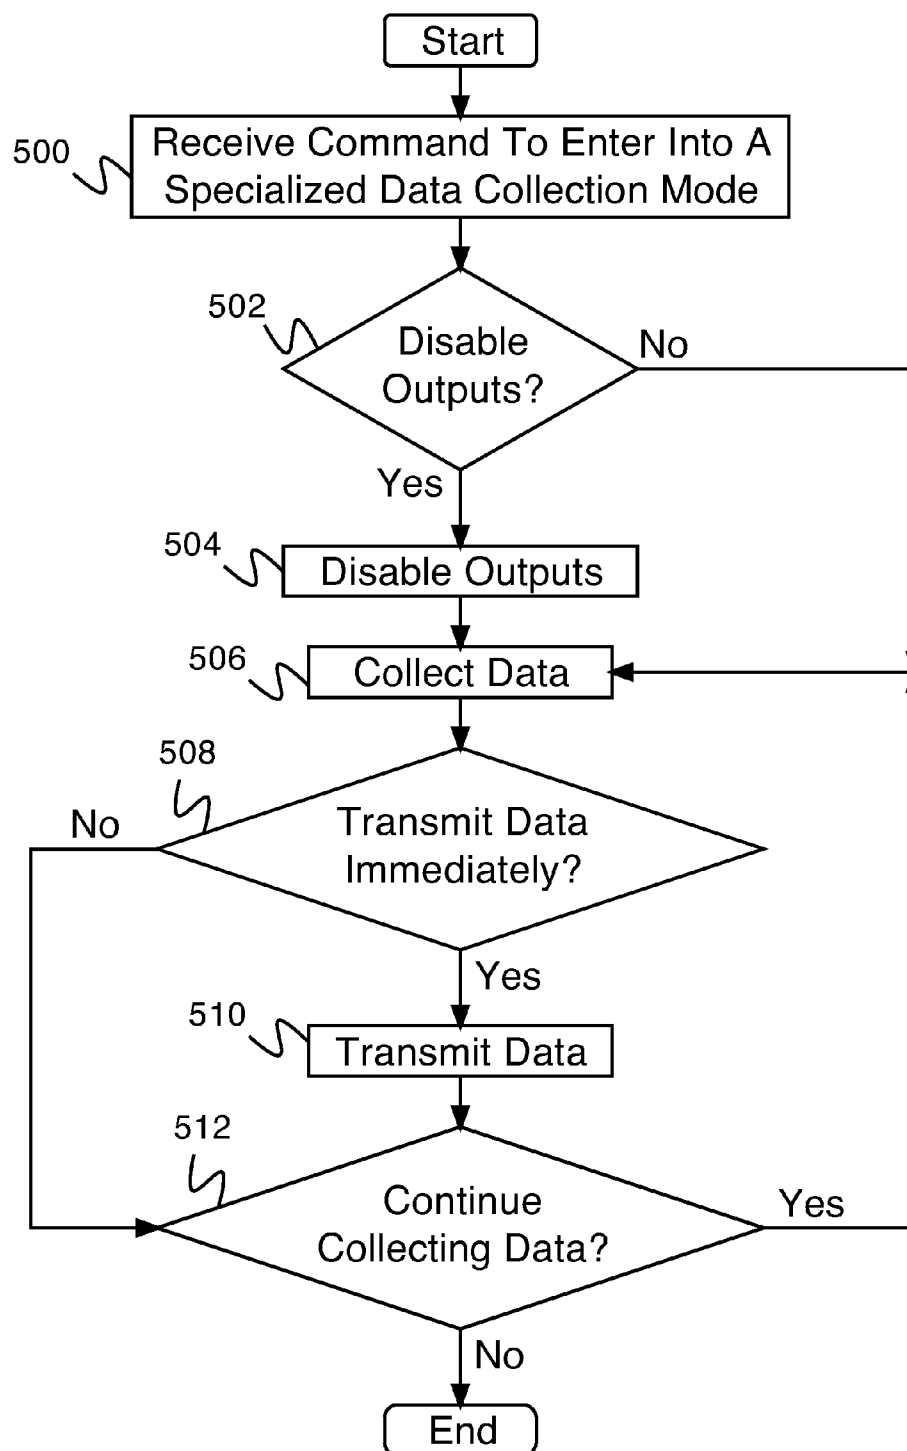 Start
500
Receive Command To Enter Into A
Specialized Data Collection Mode
502
Disable
Outputs?
No
Yes
504
Disable Outputs
506
Collect Data
508
No
Transmit Data
Immediately?
Yes
510
Transmit Data
512
Continue
Collecting Data?
Yes
No
End